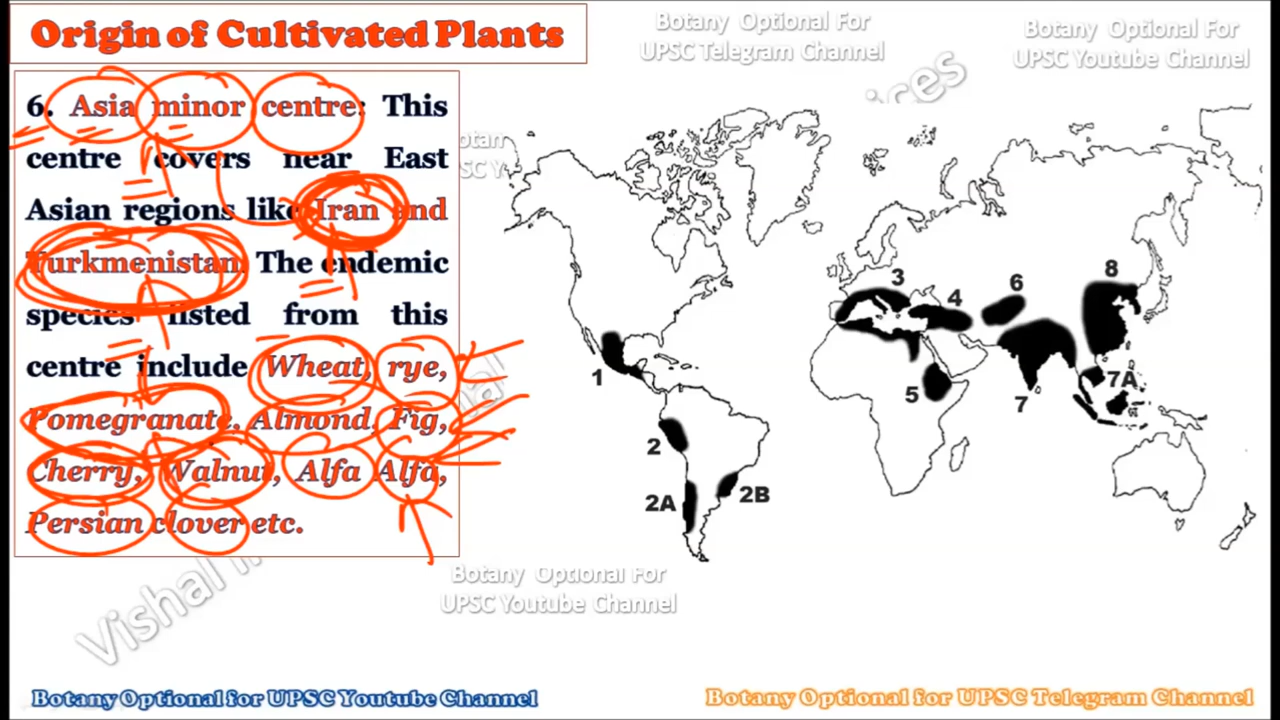 Origin of Cultivated Plants
Botany Optional For
UPSC Telegram Channel
Botany Optional For
UPSC Youtube Channel
6. Asia minor centre: This
centre covers near East
Asian regions like Iran and
Turkmenistan. The endemic
species listed from this
centre include Wheat, rye,
Pomegranate. Almond. Fig,
Cherry, Walnut, Alfa Alfa,
Persian clover etc.
1
2
2A
2B
3
4
5
6
7
7A
8
Botany Optional For
UPSC Youtube Channel
Vishal
Botany Optional for UPSC Youtube Channel
Botany Optional for UPSC Telegram Channel